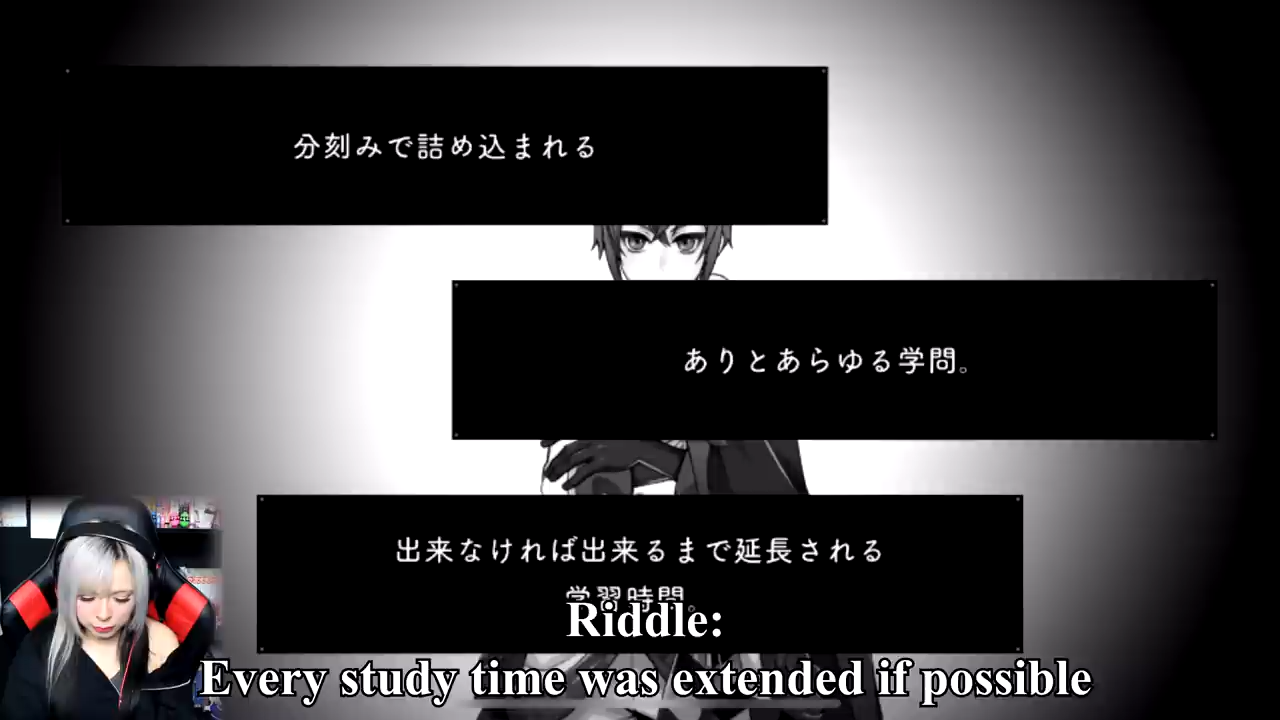 分刻みで詰め込まれる
ありとあらゆる学問。
出来なければ出来るまで延長される
学習時間。
Riddle:
Every study time was extended if possible